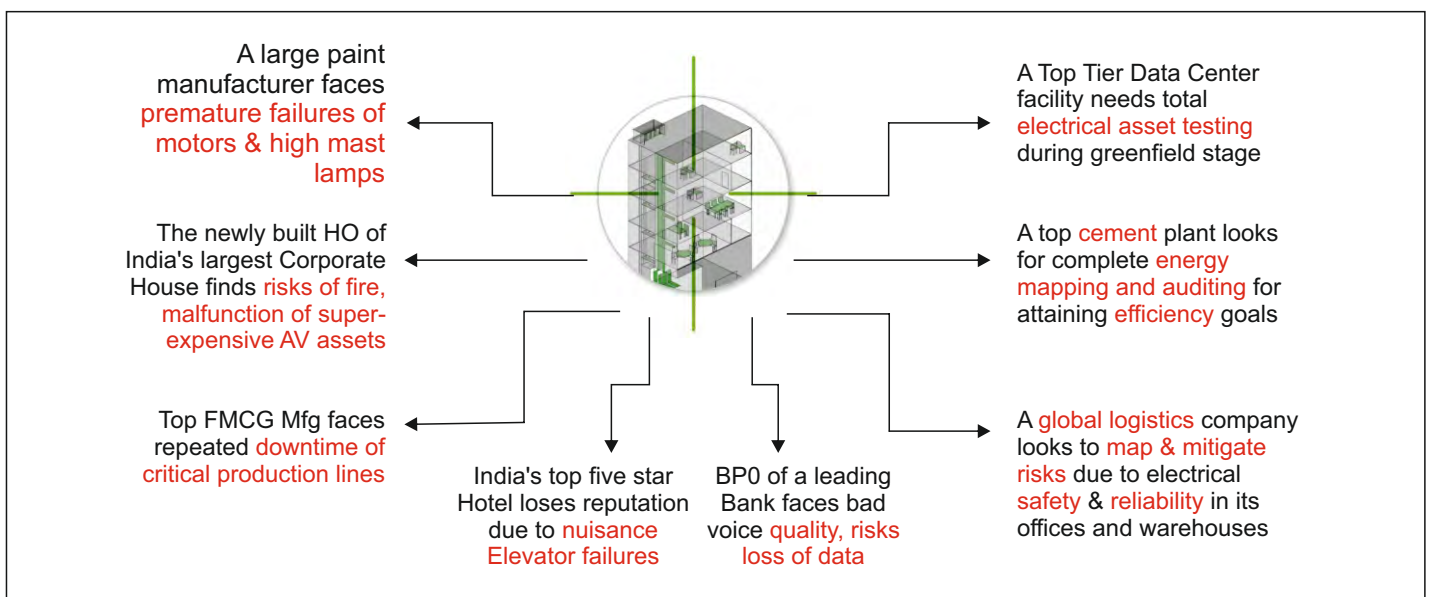 A large paint
manufacturer faces
premature failures of
motors & high mast
lamps
The newly built HO of
India's largest Corporate
House finds risks of fire,
malfunction of super-
expensive AV assets
Top FMCG Mfg faces
repeated downtime of
critical production lines
India's top five star
Hotel loses reputation
due to nuisance
Elevator failures
BP0 of a leading
Bank faces bad
voice quality, risks
loss of data
A Top Tier Data Center
facility needs total
electrical asset testing
during greenfield stage
A top cement plant looks
for complete energy
mapping and auditing for
attaining efficiency goals
A global logistics company
looks to map & mitigate
risks due to electrical
safety & reliability in its
offices and warehouses